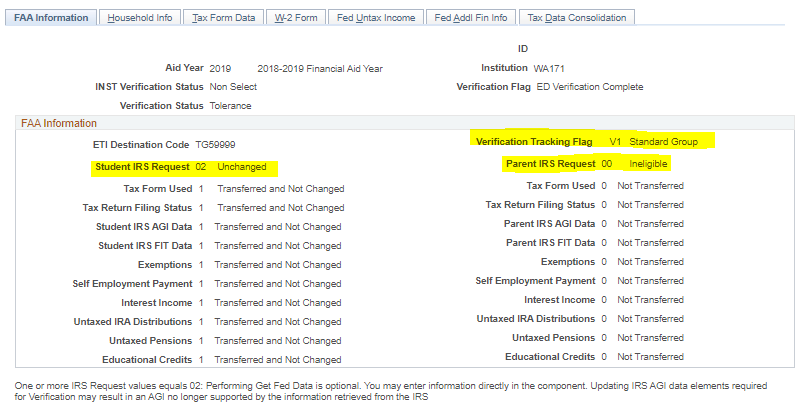 FAA Information Household Info Tax Form Data W-2 Form Fed Untax Income Fed Addl Fin Info Tax Data Consolidation
ID
Aid Year 2019 2018-2019 Financial Aid Year Institution WA171
INST Verification Status Non Select Verification Flag ED Verification Complete
Verification Status Tolerance
FAA Information
ETI Destination Code TG59999 Verification Tracking Flag V1 Standard Group
Student IRS Request 02 Unchanged Parent IRS Request 00 Ineligible
Tax Form Used 1 Transferred and Not Changed Tax Form Used 0 Not Transferred
Tax Return Filing Status 1 Transferred and Not Changed Tax Return Filing Status 0 Not Transferred
Student IRS AGI Data 1 Transferred and Not Changed Parent IRS AGI Data 0 Not Transferred
Student IRS FIT Data 1 Transferred and Not Changed Parent IRS FIT Data 0 Not Transferred
Exemptions 1 Transferred and Not Changed Exemptions 0 Not Transferred
Self Employment Payment 1 Transferred and Not Changed Self Employment Payment 0 Not Transferred
Interest Income 1 Transferred and Not Changed Interest Income 0 Not Transferred
Untaxed IRA Distributions 1 Transferred and Not Changed Untaxed IRA Distributions 0 Not Transferred
Untaxed Pensions 1 Transferred and Not Changed Untaxed Pensions 0 Not Transferred
Educational Credits 1 Transferred and Not Changed Educational Credits 0 Not Transferred
One or more IRS Request values equals 02: Performing Get Fed Data is optional. You may enter information directly in the component. Updating IRS AGI data elements required
for Verification may result in an AGI no longer supported by the information retrieved from the IRS